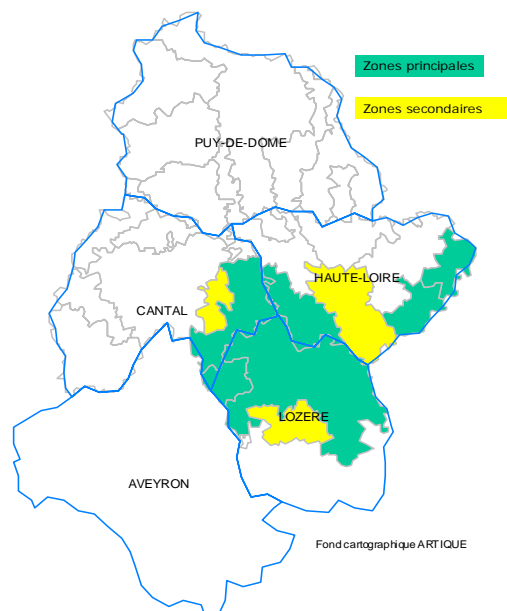 Zones principales
Zones secondaires
PUY-DE-DOME
HAUTE-LOIRE
CANTAL
LOZERE
AVEYRON
Fond cartographique ARTIQUE